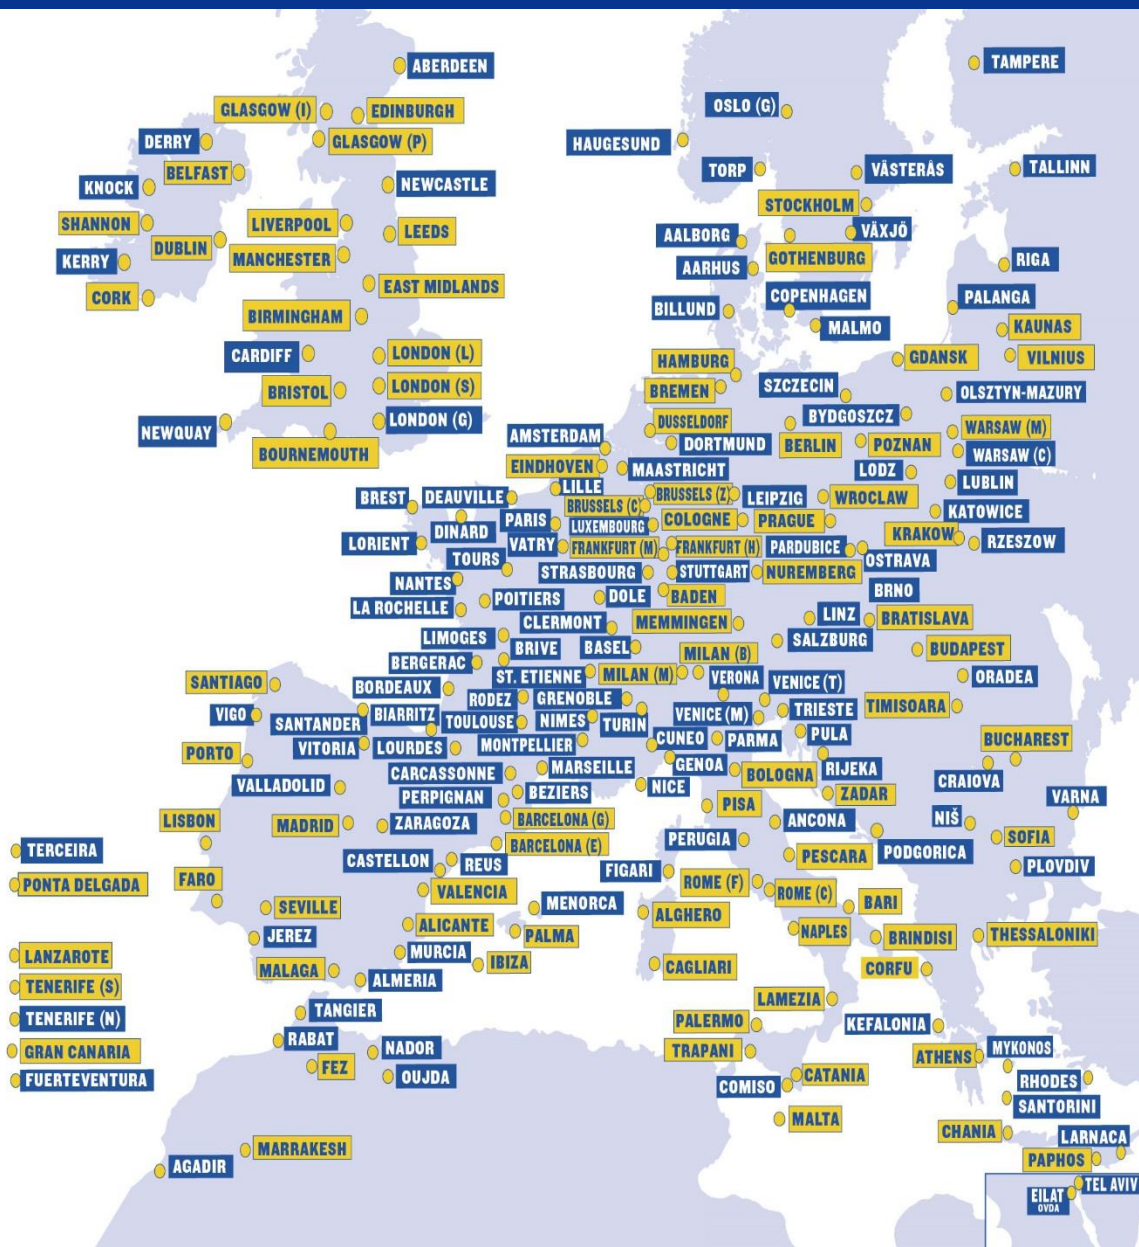 ABERDEEN
TAMPERE
GLASGOW (I)
EDINBURGH
OSLO (G)
DERRY
GLASGOW (P)
HAUGESUND
BELFAST
TORP
VÄSTERÅS
TALLINN
KNOCK
NEWCASTLE
STOCKHOLM
SHANNON
LIVERPOOL
LEEDS
AALBORG
VÄXJÖ
DUBLIN
MANCHESTER
GOTHENBURG
KERRY
AARHUS
RIGA
CORK
EAST MIDLANDS
COPENHAGEN
PALANGA
BILLUND
BIRMINGHAM
MALMO
KAUNAS
CARDIFF
LONDON (L)
HAMBURG
GDANSK
VILNIUS
BRISTOL
LONDON (S)
BREMEN
SZCZECIN
OLSZTYN-MAZURY
NEWQUAY
LONDON (G)
DUSSELDORF
BYDGOSZCZ
WARSAW (M)
AMSTERDAM
DORTMUND
BERLIN
POZNAN
WARSAW (C)
BOURNEMOUTH
EINDHOVEN
MAASTRICHT
LODZ
LUBLIN
BREST
DEAUVILLE
LILLE
BRUSSELS (Z)
LEIPZIG
WROCLAW
BRUSSELS (C)
KATOWICE
DINARD
PARIS
LUXEMBOURG
COLOGNE
PRAGUE
KRAKOW
RZESZOW
LORIENT
VATRY
FRANKFURT (M)
FRANKFURT (H)
PARDUBICE
OSTRAVA
TOURS
STRASBOURG
STUTTGART
NUREMBERG
NANTES
BRNO
LA ROCHELLE
POITIERS
DOLE
BADEN
LINZ
BRATISLAVA
CLERMONT
MEMMINGEN
LIMOGES
BRIVE
BASEL
SALZBURG
BUDAPEST
BERGERAC
MILAN (B)
ST. ETIENNE
MILAN (M)
VERONA
VENICE (T)
ORADEA
SANTIAGO
BORDEAUX
RODEZ
GRENOBLE
TRIESTE
TIMISOARA
VIGO
SANTANDER
BIARRITZ
TOULOUSE
NIMES
TURIN
VENICE (M)
VITORIA
LOURDES
MONTPELLIER
CUNEO
PARMA
PULA
BUCHAREST
PORTO
CARCASSONNE
MARSEILLE
GENOA
BOLOGNA
RIJEKA
CRAIOVA
VALLADOLID
PERPIGNAN
BEZIERS
NICE
ZADAR
VARNA
LISBON
MADRID
ZARAGOZA
BARCELONA (G)
PISA
ANCONA
NIŠ
TERCEIRA
BARCELONA (E)
PERUGIA
PESCARA
PODGORICA
SOFIA
CASTELLON
REUS
FIGARI
PLOVDIV
PONTA DELGADA
FARO
VALENCIA
ROME (F)
ROME (C)
SEVILLE
MENORCA
ALGHERO
BARI
JEREZ
ALICANTE
PALMA
NAPLES
BRINDISI
THESSALONIKI
LANZAROTE
MURCIA
IBIZA
CAGLIARI
CORFU
MALAGA
ALMERIA
TENERIFE (S)
LAMEZIA
TENERIFE (N)
TANGIER
PALERMO
KEFALONIA
RABAT
NADOR
TRAPANI
ATHENS
MYKONOS
GRAN CANARIA
FEZ
OUJDA
CATANIA
RHODES
FUERTEVENTURA
COMISO
SANTORINI
MALTA
CHANIA
LARNACA
MARRAKESH
PAPHOS
AGADIR
TEL AVIV
EILAT
OVDA